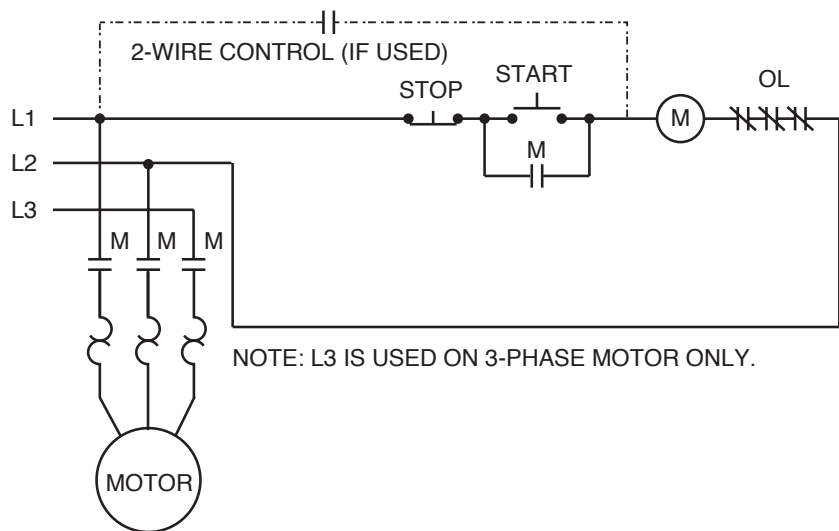 2-WIRE CONTROL (IF USED)
STOP
START
OL
L1
M
M
L2
L3
M
M
M
NOTE: L3 IS USED ON 3-PHASE MOTOR ONLY.
MOTOR